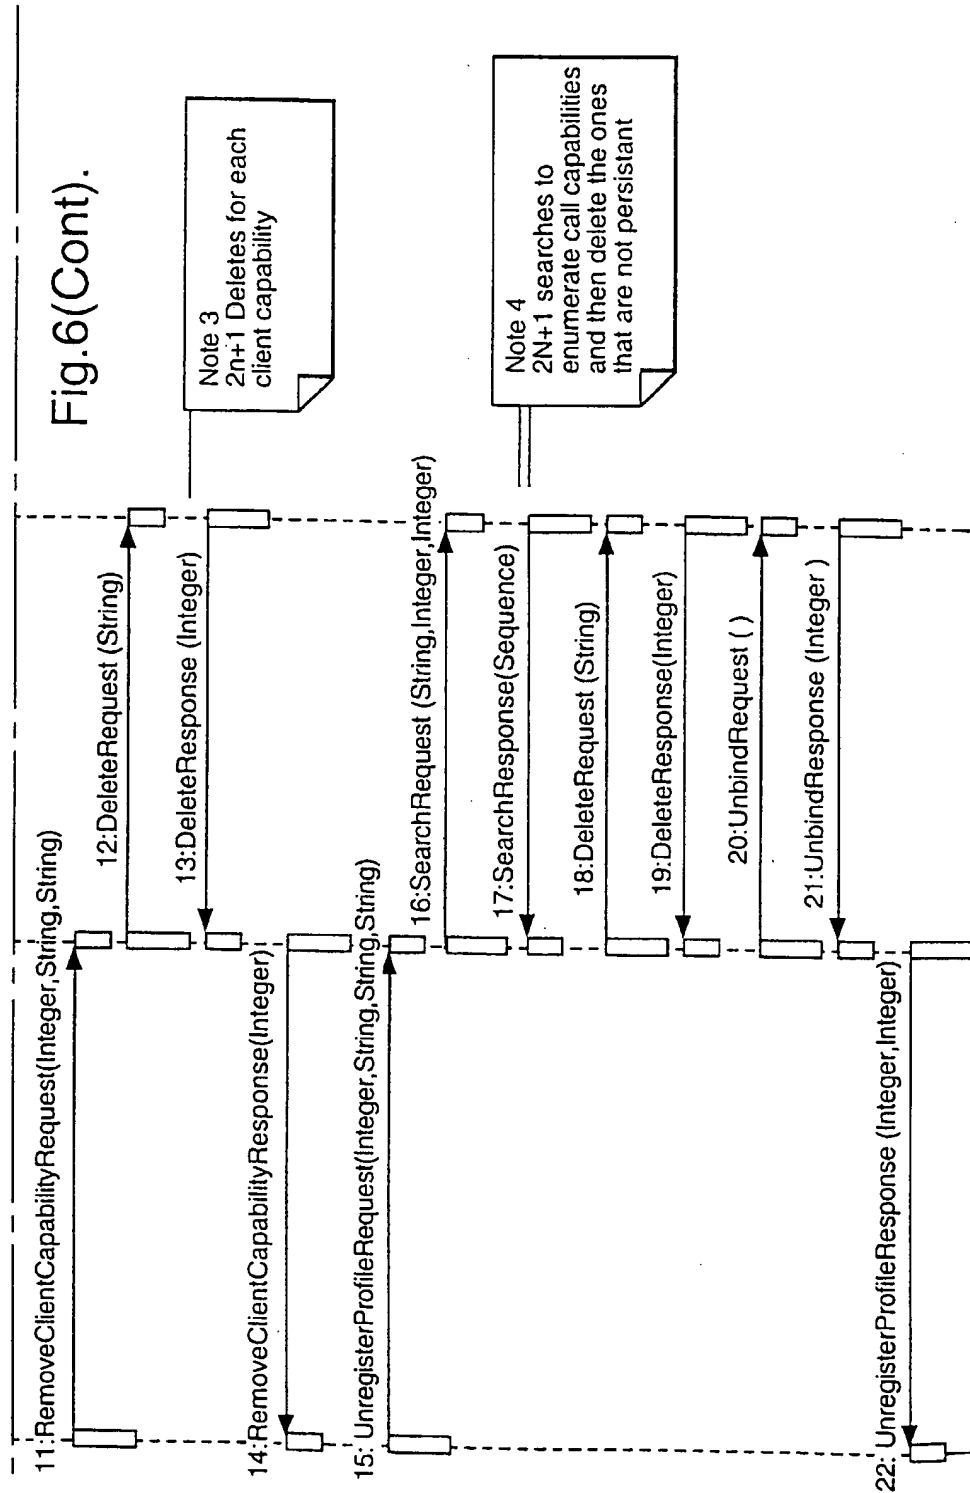 Fig.6(Cont).
11:RemoveClientCapabilityRequest(Integer,String,String)
12:DeleteRequest (String)
13:DeleteResponse (Integer)
Note 3
2n+1 Deletes for each
client capability
14:RemoveClientCapabilityResponse(Integer)
15: UnregisterProfileRequest(Integer,String,String,String)
16:SearchRequest (String,Integer,Integer)
17:SearchResponse(Sequence)
Note 4
2N+1 searches to
enumerate call capabilities
and then delete the ones
that are not persistant
18:DeleteRequest (String)
19:DeleteResponse(Integer)
20:UnbindRequest ( )
21:UnbindResponse (Integer )
22: UnregisterProfileResponse (Integer,Integer)